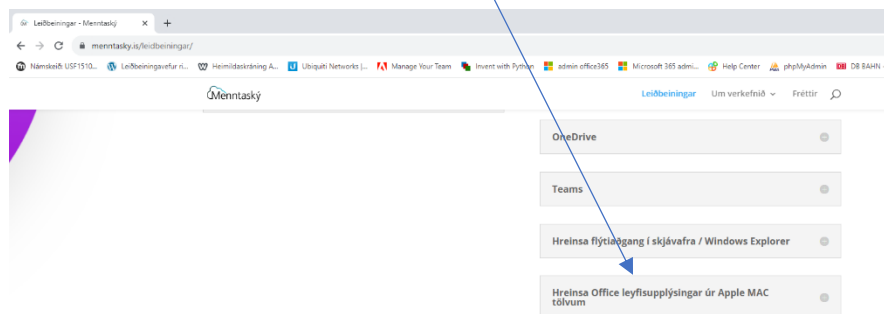 Leiðbeiningar - Menntaský
menntasky.is/leidbeiningar/
Námskeið: USF1510... Leiðbeiningavefur ri... Heimildaskráning A... Ubiquiti Networks |... Manage Your Team Invent with Python admin office365 Microsoft 365 admi... Help Center phpMyAdmin DB BAHN -
Menntaský Leiðbeiningar Um verkefnið Fréttir
OneDrive
Teams
Hreinsa flýtiaðgang í skjávafra / Windows Explorer
Hreinsa Office leyfisupplýsingar úr Apple MAC
tölvum